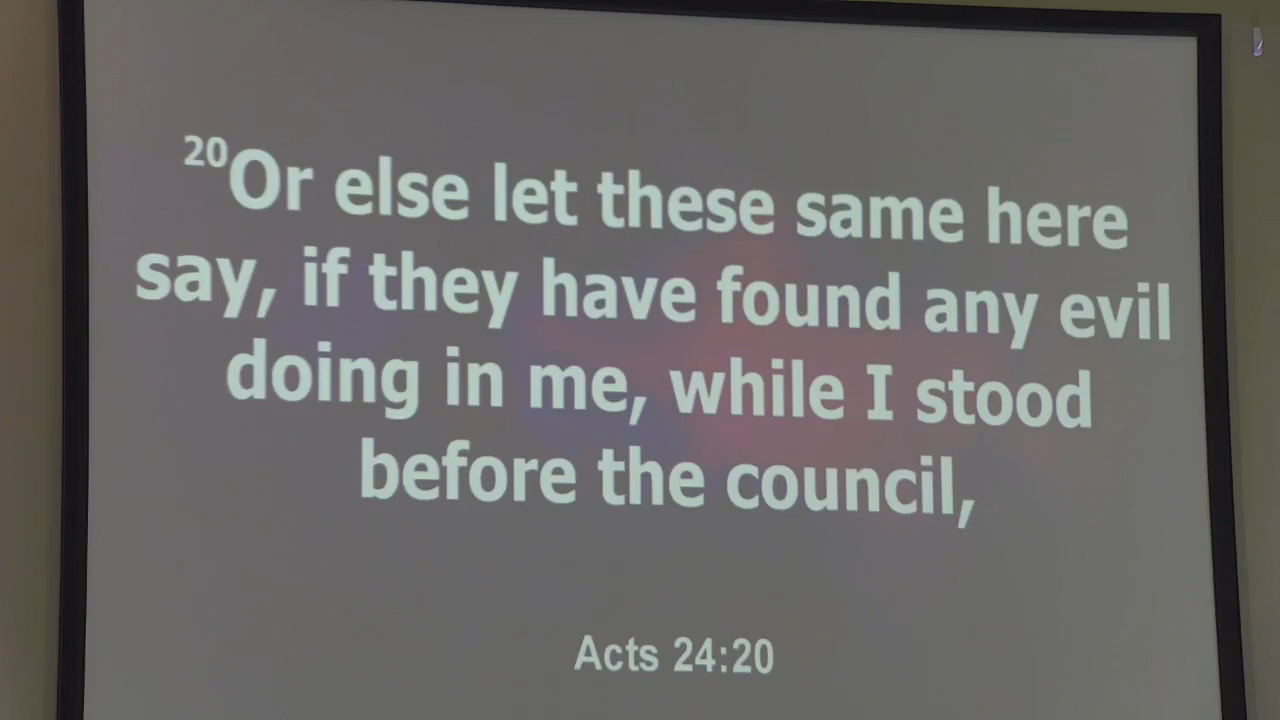 20Or else let these same here
say, if they have found any evil
doing in me, while I stood
before the council,
Acts 24:20